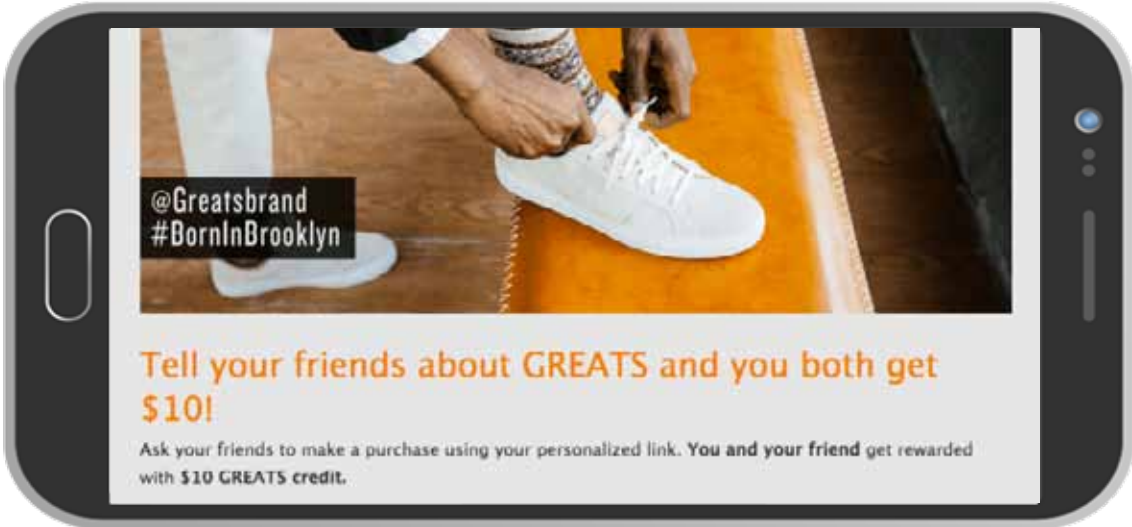 @Greatsbrand
#BornInBrooklyn
Tell your friends about GREATS and you both get
$10!
Ask your friends to make a purchase using your personalized link. You and your friend get rewarded
with $10 GREATS credit.